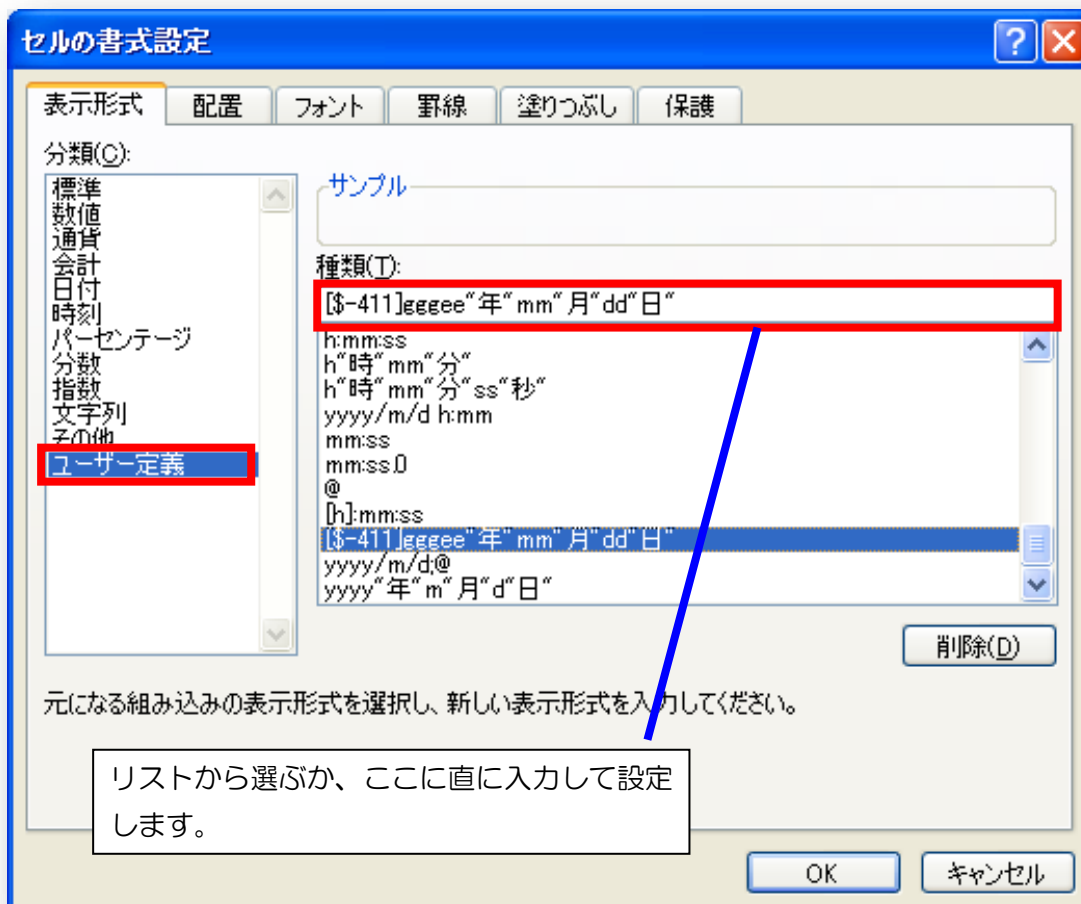 セルの書式設定
表示形式 配置 フォント 罫線 塗りつぶし 保護
分類(C):
標準
数値
通貨
会計
日付
時刻
パーセンテージ
分数
指数
文字列
その他
ユーザー定義
サンプル
種類(T):
[$-411]gggee"年"mm"月"dd"日"
h:mm:ss
h"時"mm"分"
h"時"mm"分"ss"秒"
yyyy/m/d h:mm
mm:ss
mm:ss.0
@
[h]:mm:ss
[$-411]gggee"年"mm"月"dd"日"
yyyy/m/d;@
yyyy"年"m"月"d"日"
削除(D)
元になる組み込みの表示形式を選択し、新しい表示形式を入力してください。
リストから選ぶか、ここに直に入力して設定
します。
OK キャンセル